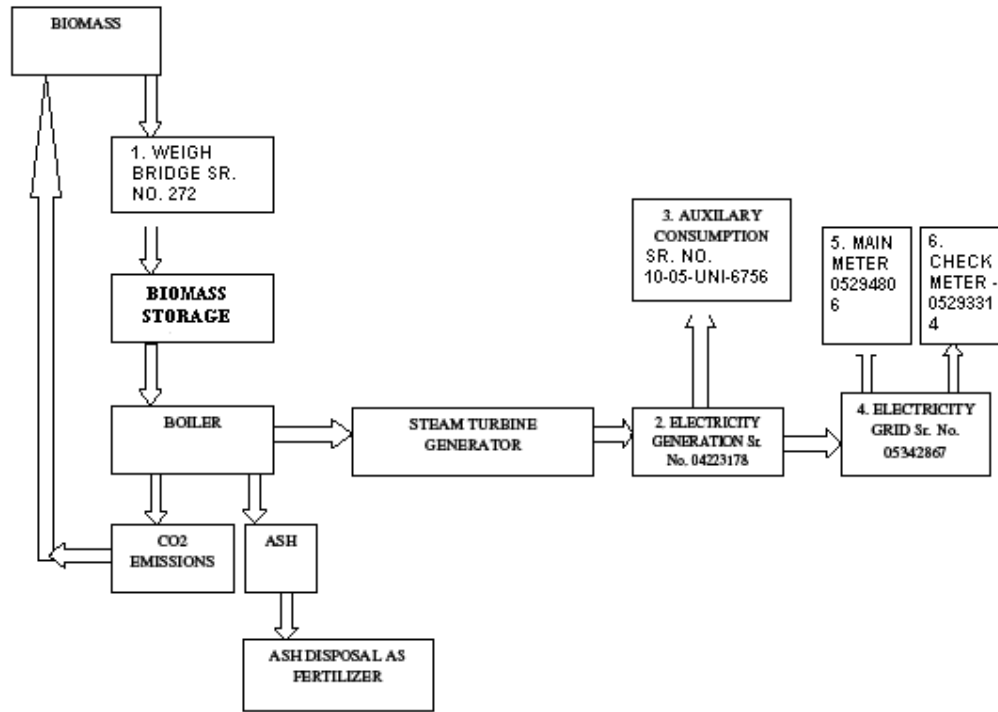 BIOMASS
1. WEIGH
BRIDGE SR.
NO. 272
BIOMASS
STORAGE
3. AUXILARY
CONSUMPTION
SR. NO.
10-05-UNI-6756
5. MAIN
METER
0529480
6
6.
CHECK
METER -
0529331
4
BOILER
STEAM TURBINE
GENERATOR
2. ELECTRICITY
GENERATION Sr.
No. 04223178
4. ELECTRICITY
GRID Sr. No.
05342867
CO2
EMISSIONS
ASH
ASH DISPOSAL AS
FERTILIZER